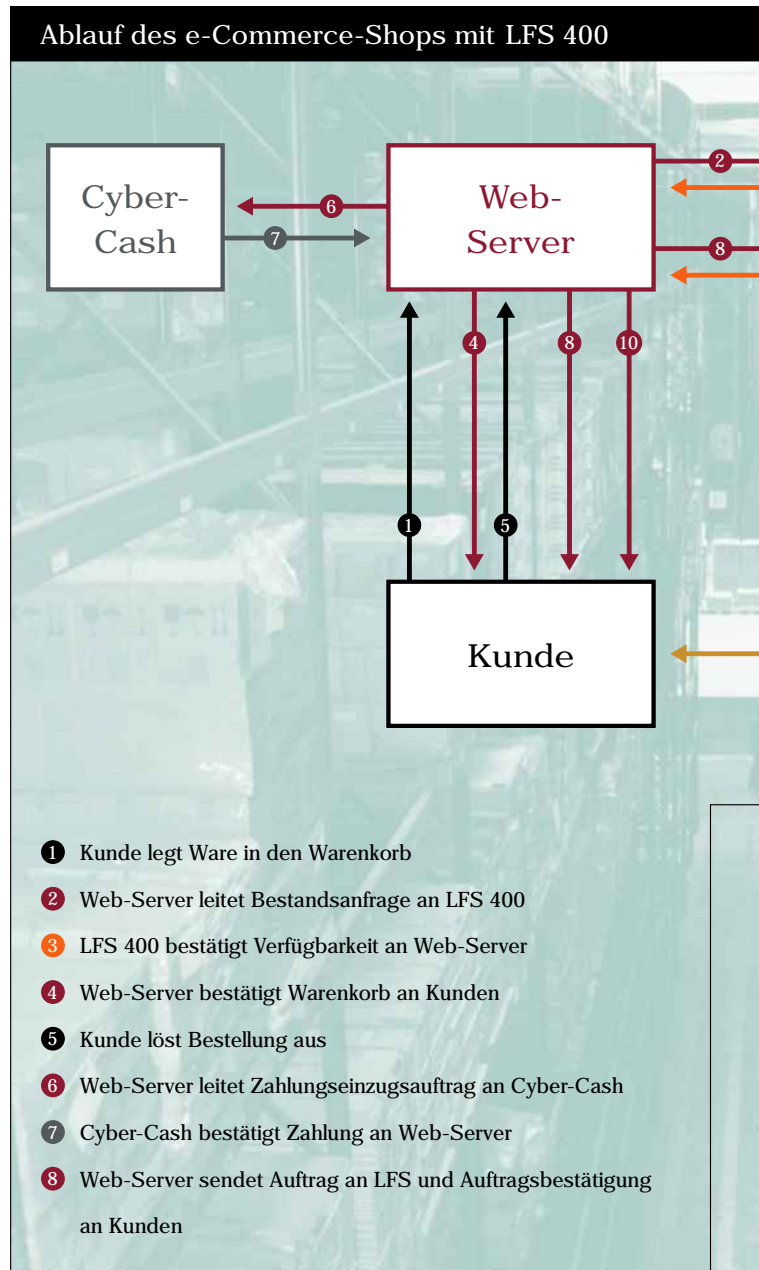 Ablauf des e-Commerce-Shops mit LFS 400
Cyber-
Cash
Web-
Server
2
6
7
8
4
8
10
1
5
Kunde
1 Kunde legt Ware in den Warenkorb
2 Web-Server leitet Bestandsanfrage an LFS 400
3 LFS 400 bestätigt Verfügbarkeit an Web-Server
4 Web-Server bestätigt Warenkorb an Kunden
5 Kunde löst Bestellung aus
6 Web-Server leitet Zahlungseinzugsauftrag an Cyber-Cash
7 Cyber-Cash bestätigt Zahlung an Web-Server
8 Web-Server sendet Auftrag an LFS und Auftragsbestätigung
an Kunden